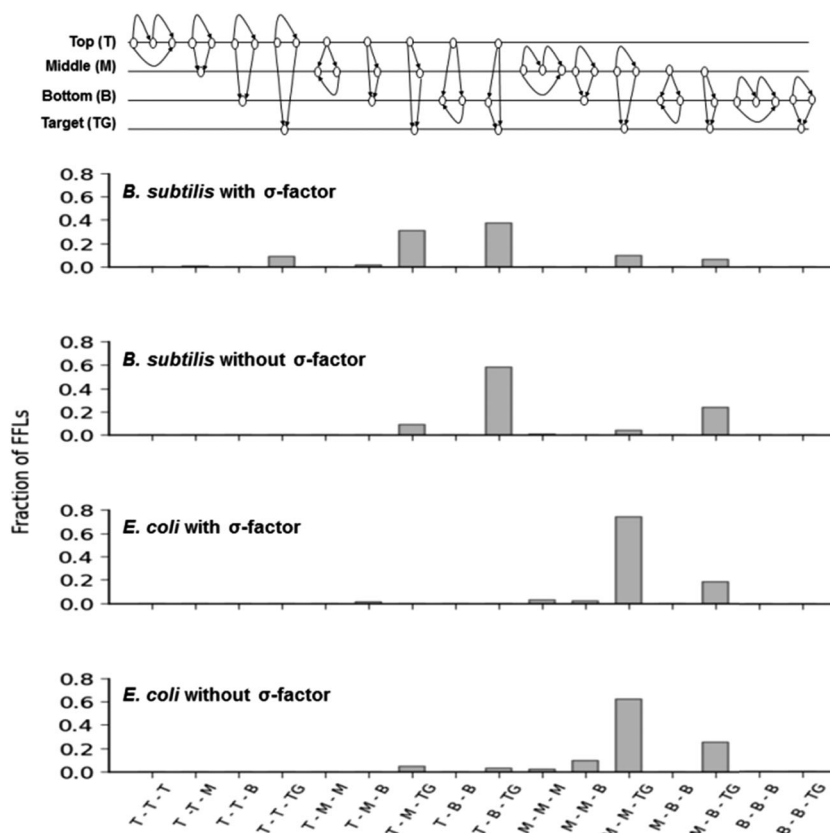 Top (T)
Middle (M)
Bottom (B)
Target (TG)
Fraction of FFLs
B. subtilis with σ-factor
0.8
0.6
0.4
0.2
0.0
B. subtilis without σ-factor
0.8
0.6
0.4
0.2
0.0
E. coli with σ-factor
0.8
0.6
0.4
0.2
0.0
E. coli without σ-factor
0.8
0.6
0.4
0.2
0.0
T - T - T
T - T - M
T - T - B
T - T - TG
T - M - M
T - M - B
T - M - TG
T - B - B
T - B - TG
M - M - M
M - M - B
M - M - TG
M - B - B
M - B - TG
B - B - B
B - B - TG